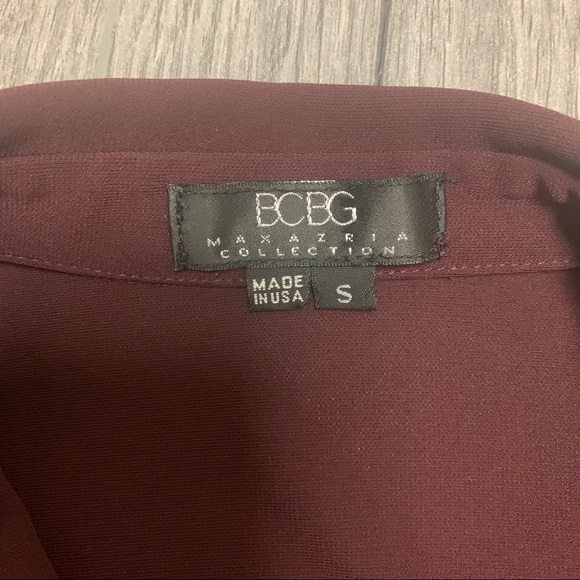 BCBG
MAXAZRIA
COLLECTION
MADE
IN USA
S